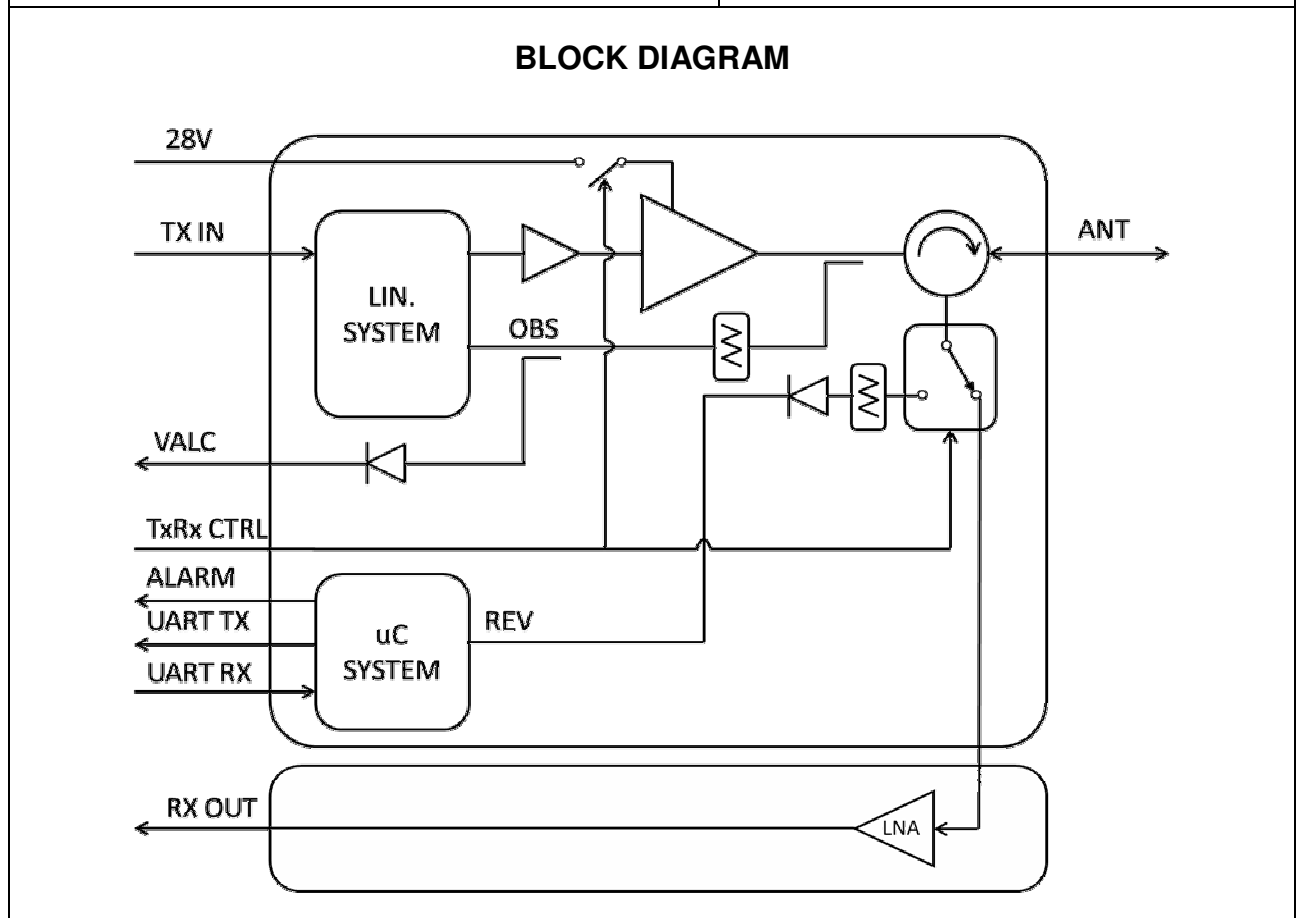 BLOCK DIAGRAM
28V
TX IN
ANT
LIN.
SYSTEM
OBS
VALC
TxRx CTRL
ALARM
UART TX
UART RX
uC
SYSTEM
REV
RX OUT
LNA